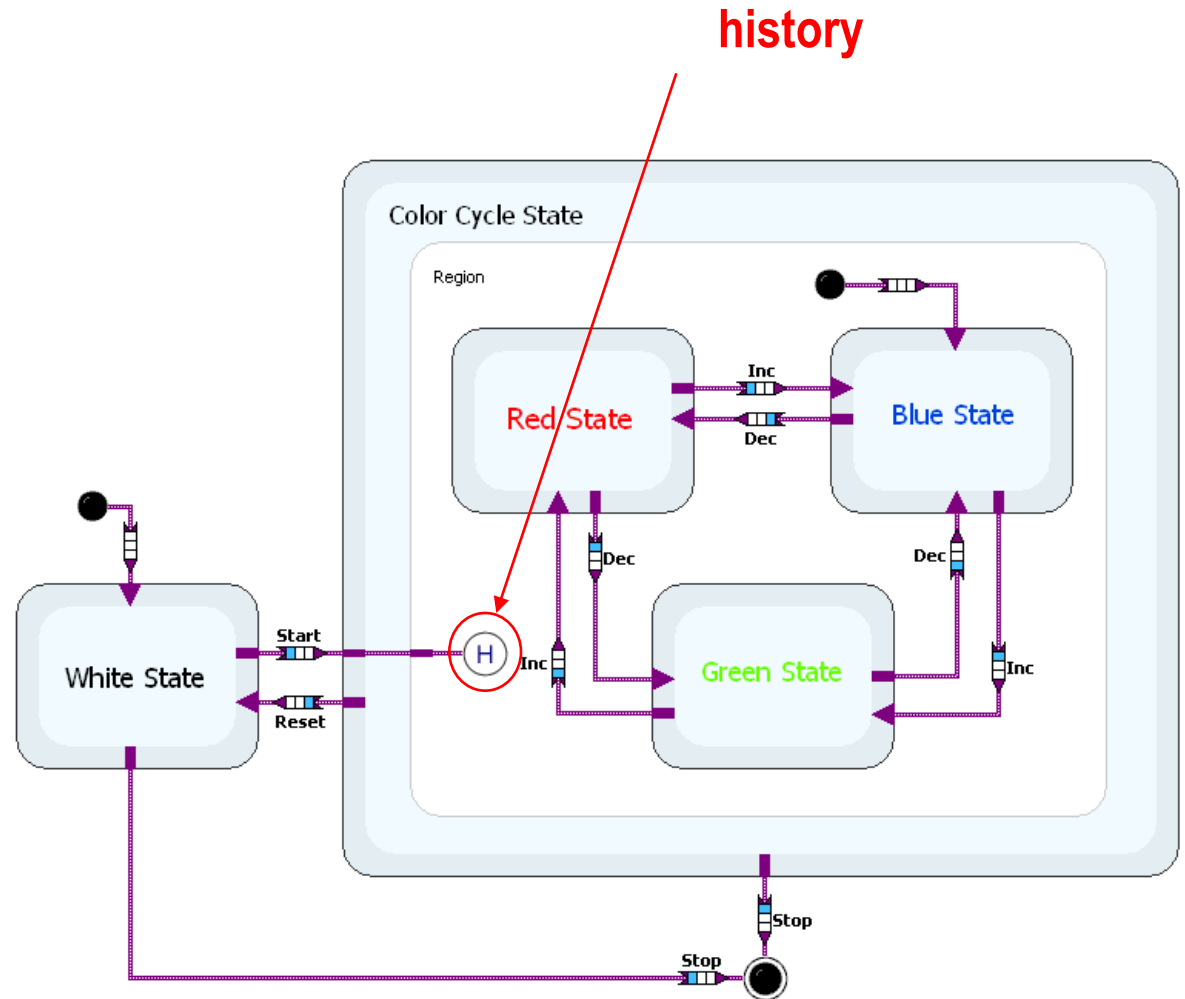 history
Color Cycle State
Region
Inc
Red State
Blue State
Dec
Dec
Dec
Start
H
Inc
Green State
Inc
White State
Reset
Stop
Stop